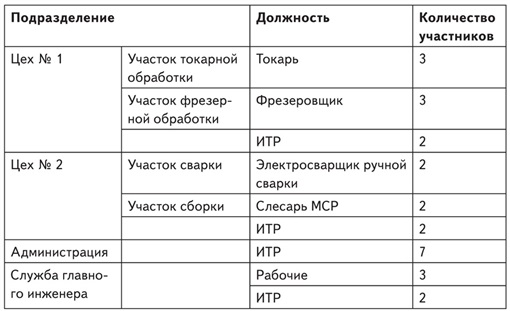 Подразделение Должность Количество
участников
Цех № 1 Участок токарной Токарь 3
обработки
Участок фрезер- Фрезеровщик 3
ной обработки
ИТР 2
Цех № 2 Участок сварки Электросварщик ручной 2
сварки
Участок сборки Слесарь МСР 2
ИТР 2
Администрация ИТР 7
Служба главно- Рабочие 3
го инженера
ИТР 2